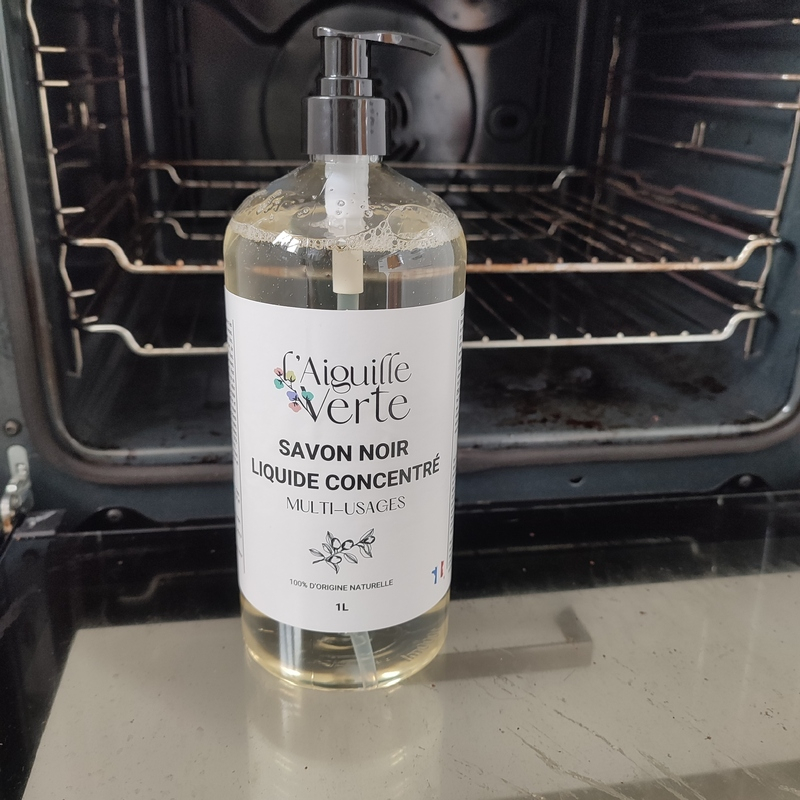 l'Aiguille
verte
SAVON NOIR
LIQUIDE CONCENTRÉ
MULTI-USAGES
100% D'ORIGINE NATURELLE
1L